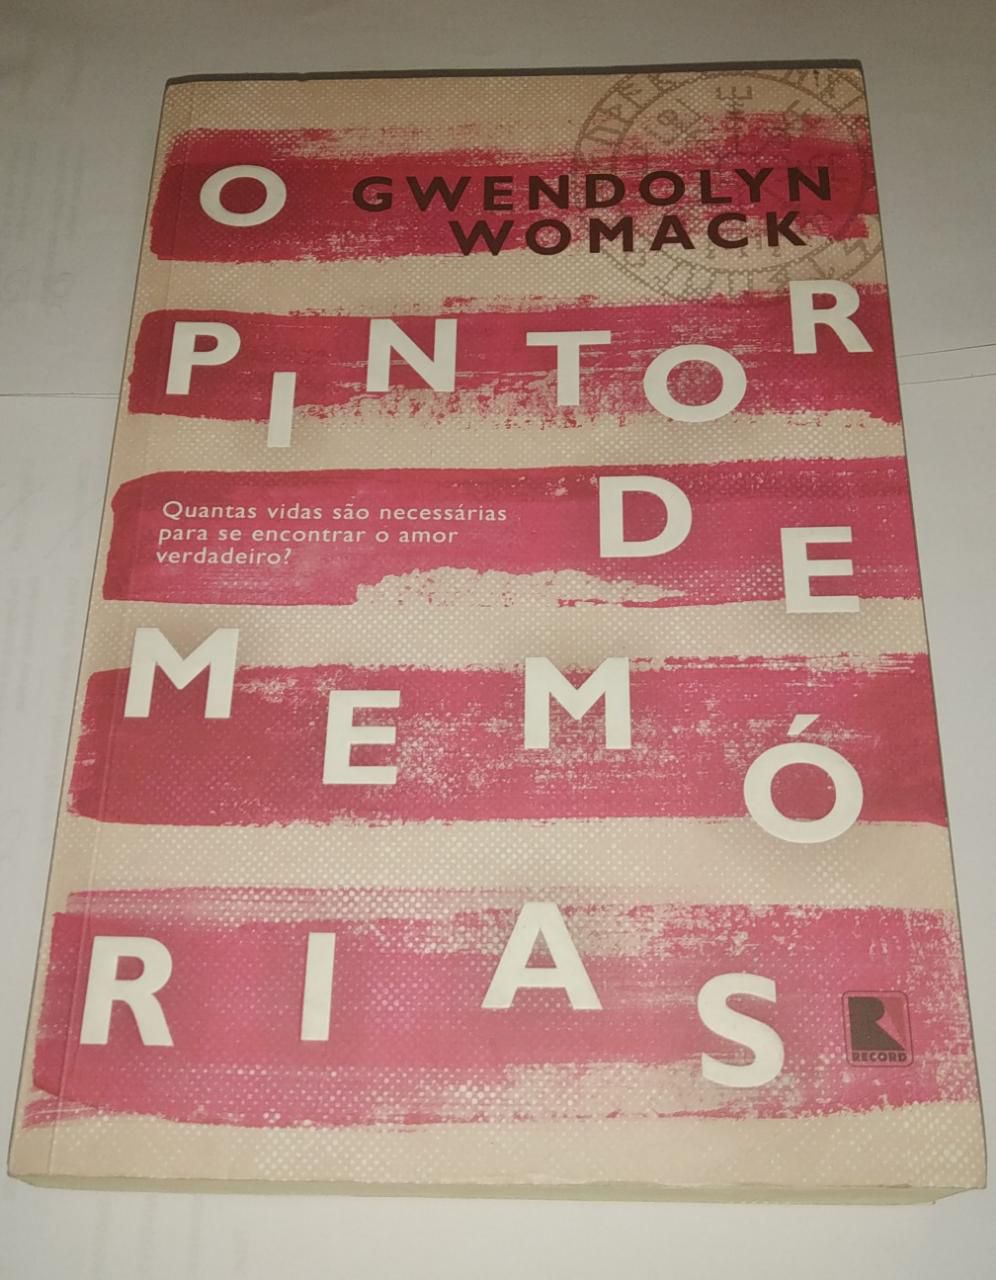 O
GWENDOLYN
WOMACK
PINTOR
DE
Quantas vidas são necessárias
para se encontrar o amor
verdadeiro?
MEMÓ
RIAS
R
RECORD